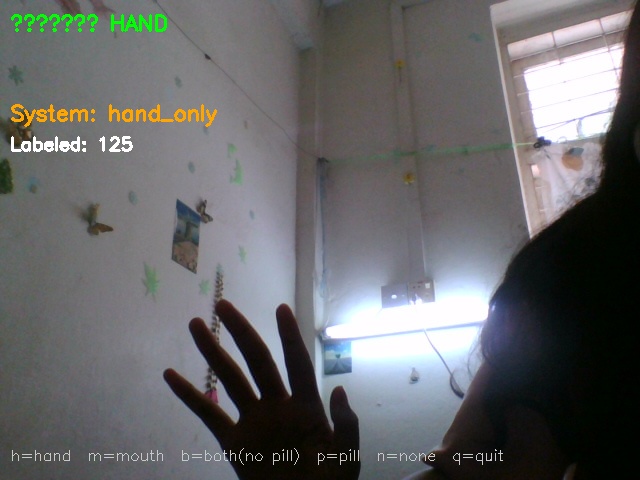 ??????? HAND
System: hand_only
Labeled: 125
h=hand m=mouth b=both(no pill) p=pill n=none q=quit